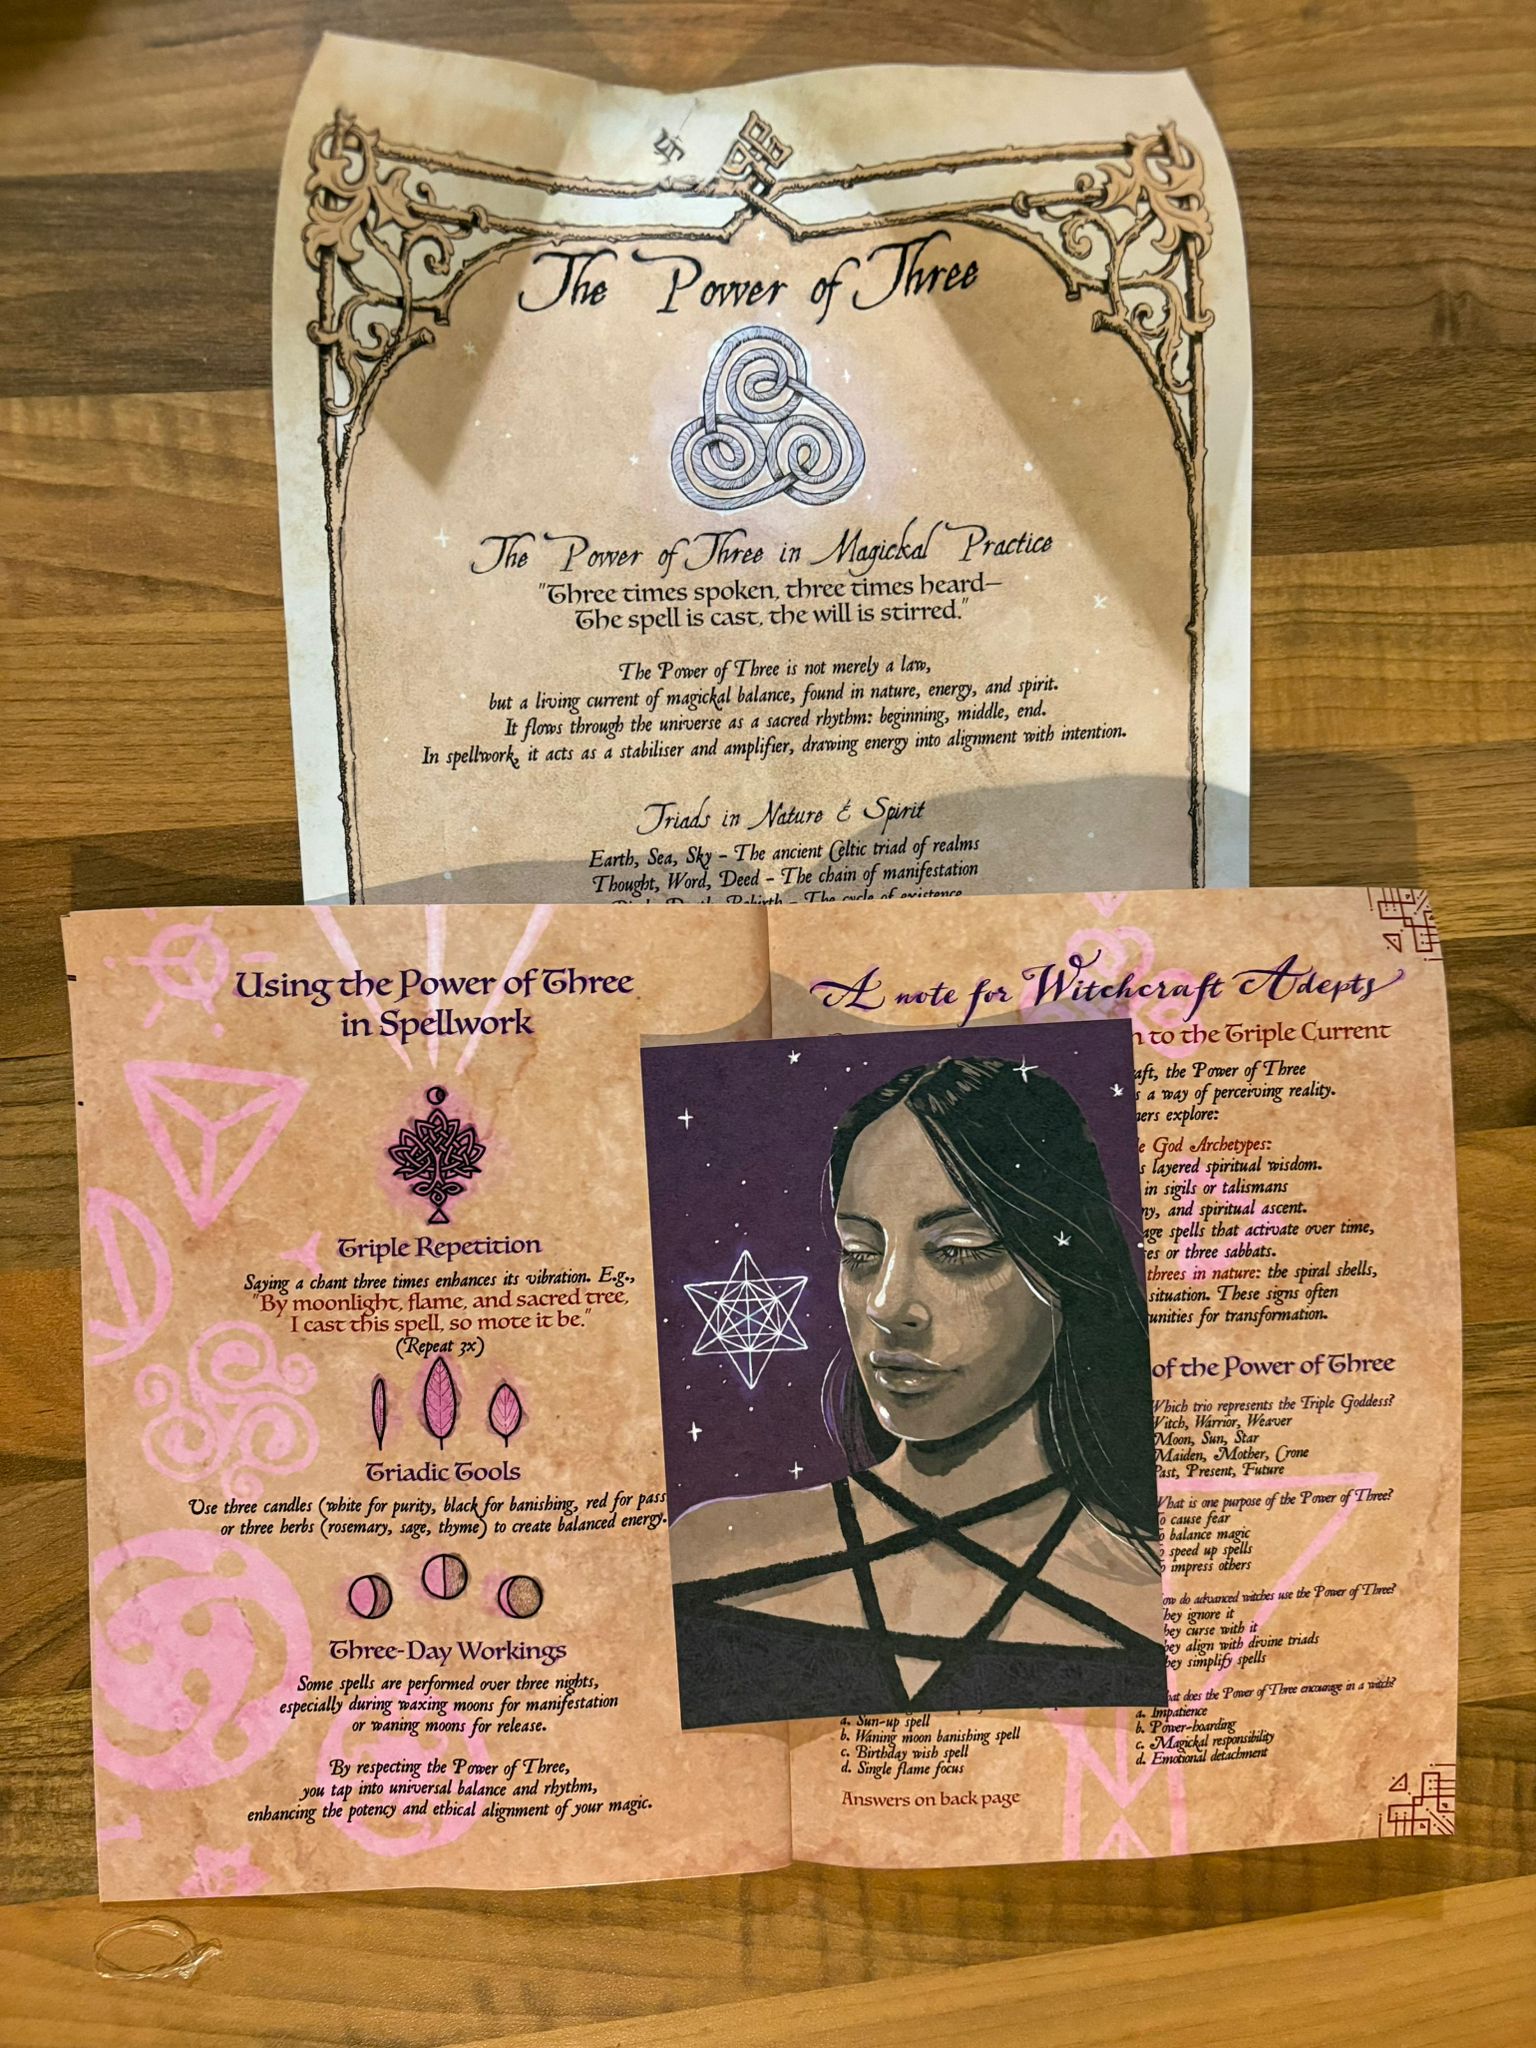 The Power of Three
The Power of Three in Magickal Practice
"Three times spoken, three times heard—
The spell is cast, the will is stirred."
The Power of Three is not merely a law,
but a living current of magickal balance, found in nature, energy, and spirit.
It flows through the universe as a sacred rhythm: beginning, middle, end.
In spellwork, it acts as a stabiliser and amplifier, drawing energy into alignment with intention.
Triads in Nature & Spirit
Earth, Sea, Sky - The ancient Celtic triad of realms
Thought, Word, Deed - The chain of manifestation
Birth, Death, Rebirth - The cycle of existence
Using the Power of Three
in Spellwork
Triple Repetition
Saying a chant three times enhances its vibration. E.g.,
"By moonlight, flame, and sacred tree,
I cast this spell, so mote it be."
(Repeat 3x)
Triadic Tools
Use three candles (white for purity, black for banishing, red for
or three herbs (rosemary, sage, thyme) to create balanced energy.
Three-Day Workings
Some spells are performed over three nights,
especially during waxing moons for manifestation
or waning moons for release.
By respecting the Power of Three,
you tap into universal balance and rhythm,
enhancing the potency and ethical alignment of your magic.
A note for Witchcraft Adepts
to the Triple Current
the Power of Three
a way of perceiving reality.
explore:
God Archetypes:
layered spiritual wisdom.
in sigils or talismans
and spiritual ascent.
spells that activate over time,
or three sabbats.
threes in nature: the spiral shells,
situation. These signs often
for transformation.
of the Power of Three
Which trio represents the Triple Goddess?
Witch, Warrior, Weaver
Moon, Sun, Star
Maiden, Mother, Crone
Past, Present, Future
What is one purpose of the Power of Three?
To cause fear
To balance magic
To speed up spells
To impress others
How do advanced witches use the Power of Three?
They ignore it
They curse with it
They align with divine triads
They simplify spells
What does the Power of Three encourage in a witch?
a. Impatience
b. Power-hoarding
c. Magickal responsibility
d. Emotional detachment
a. Sun-up spell
b. Waning moon banishing spell
c. Birthday wish spell
d. Single flame focus
Answers on back page